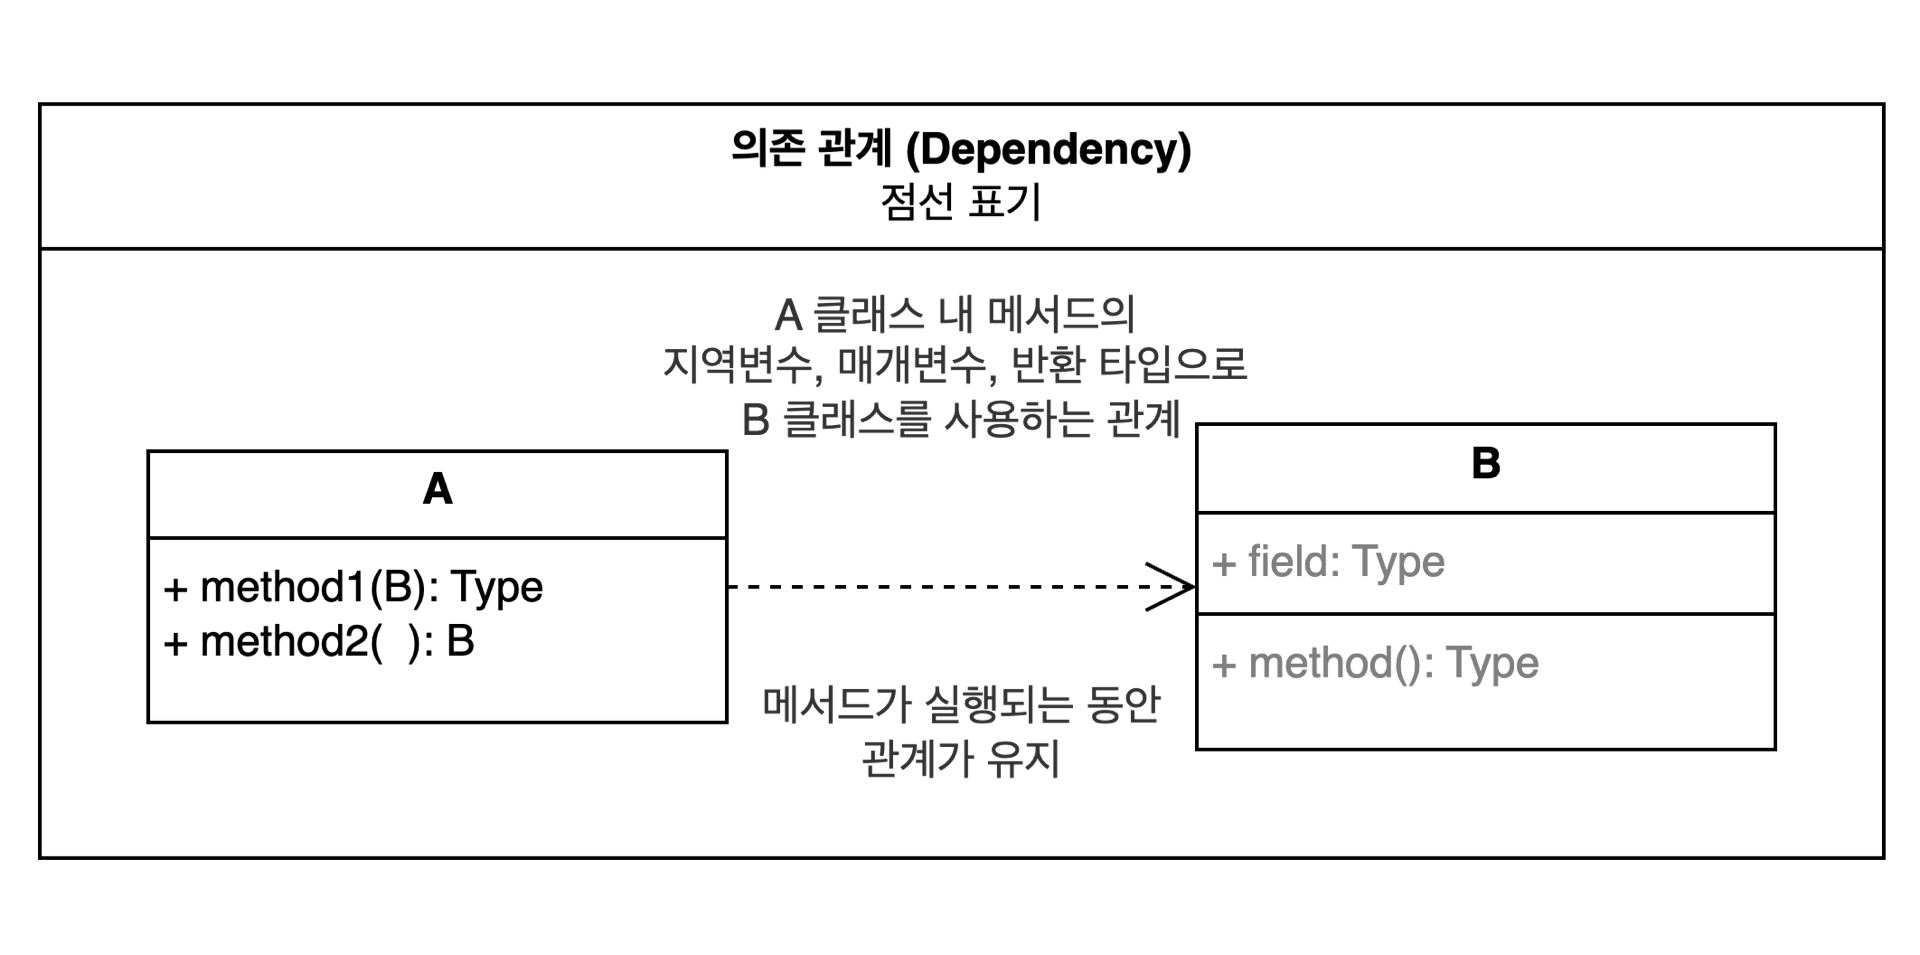 의존 관계 (Dependency)
점선 표기
A 클래스 내 메서드의
지역변수, 매개변수, 반환 타입으로
B 클래스를 사용하는 관계
A
+ method1(B): Type
+ method2(  ): B
B
+ field: Type
+ method(): Type
메서드가 실행되는 동안
관계가 유지